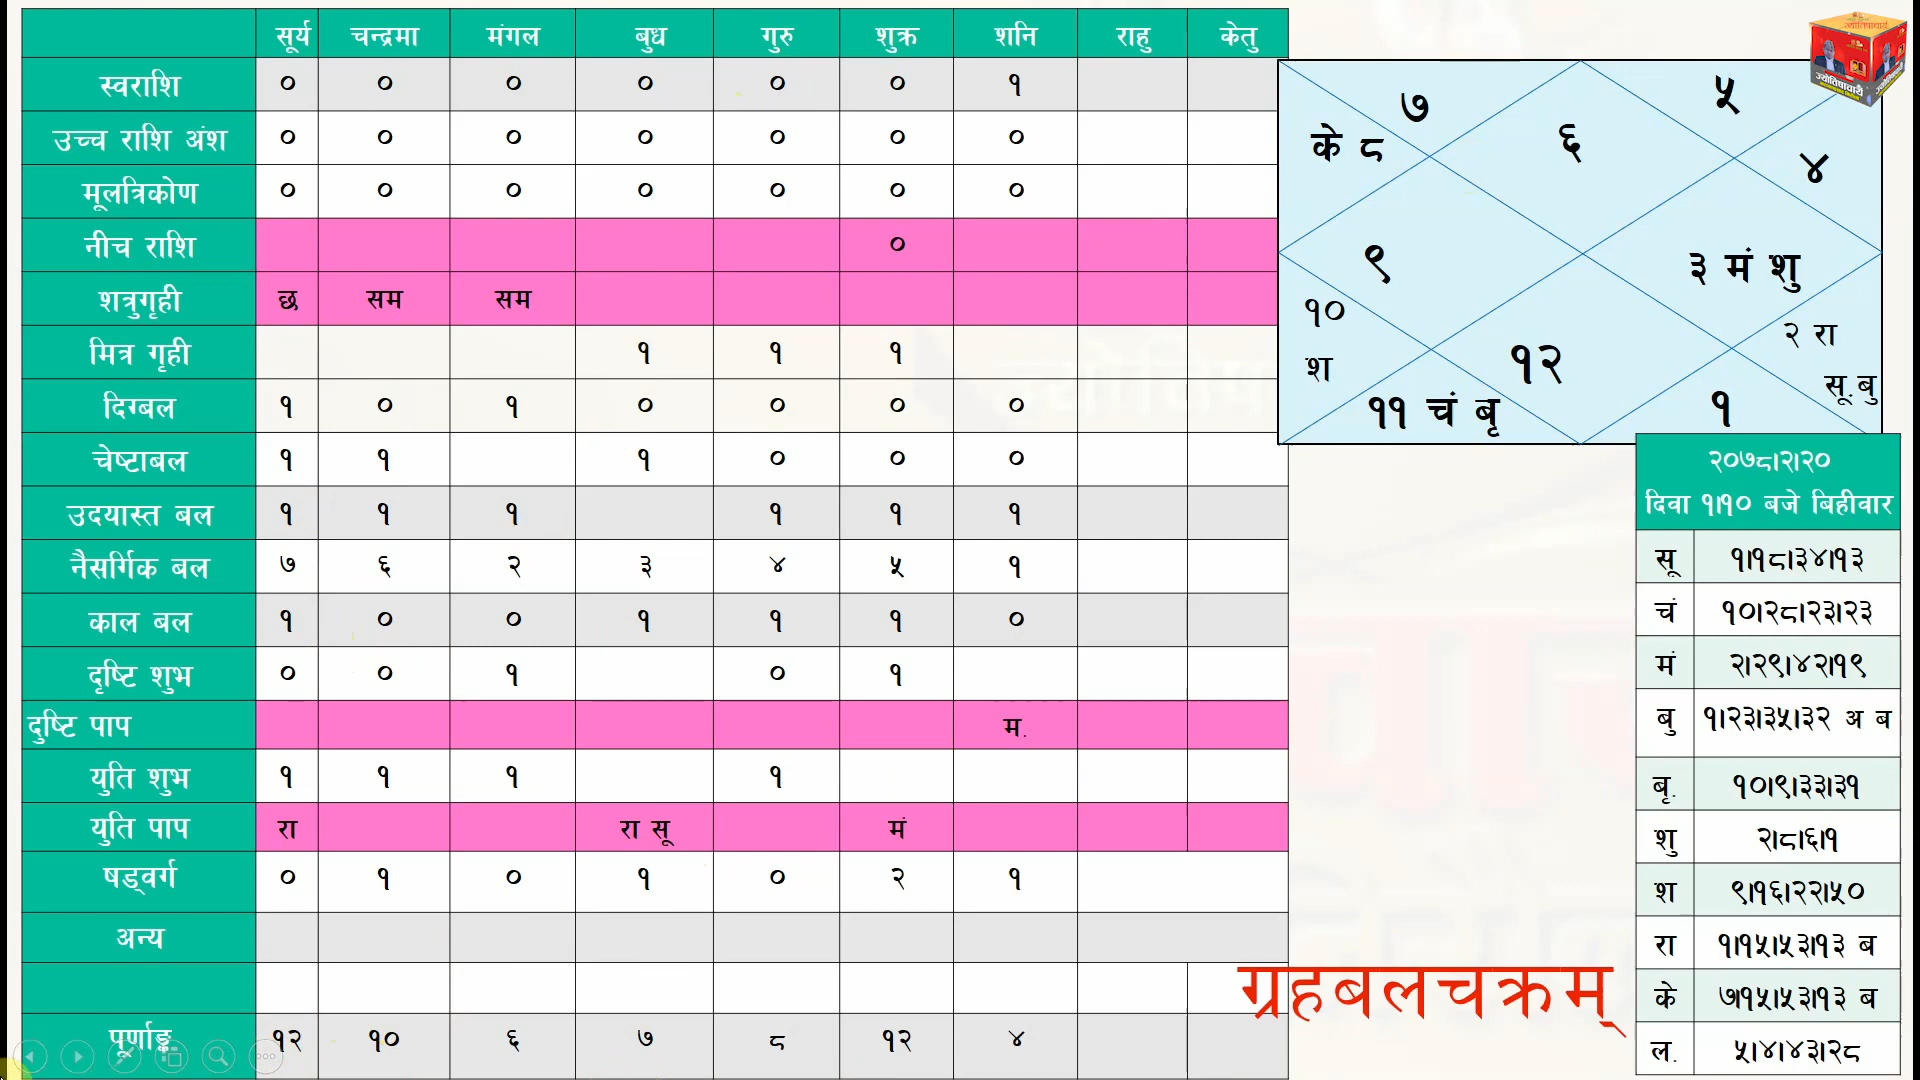 सूर्य चन्द्रमा मंगल बुध गुरु शुक्र शनि राहु केतु
स्वराशि ० ० ० ० ० ० १
उच्च राशि अंश ० ० ० ० ० ० ०
मूलत्रिकोण ० ० ० ० ० ० ०
नीच राशि ०
शत्रुगृही छ सम सम
मित्र गृही १ १ १
दिग्बल १ ० १ ० ० ० ०
चेष्टाबल १ १ १ ० ० ०
उदयास्त बल १ १ १ १ १ १
नैसर्गिक बल ७ ६ २ ३ ४ ५ १
काल बल १ ० ० १ १ १ ०
दृष्टि शुभ ० ० १ ० १
दुष्टि पाप म.
युति शुभ १ १ १ १
युति पाप रा रा सू मं
षड्वर्ग ० १ ० १ ० २ १
अन्य
पूर्णाङ्क १२ १० ६ ७ ८ १२ ४
७ ५
के ८ ६ ४
९ ३ मं शु
१० २ रा
श १२ सू.बु
११ चं बृ १
ज्योतिषाचार्य
२०७८।२।२०
दिवा १।१० बजे बिहीवार
सू १।१८।३४।१३
चं १०।२८।२३।२३
मं २।२९।४२।१९
बु १।२३।३५।३२ अ ब
बृ. १०।९।३३।३१
शु २।८।६।१
श ९।१६।२२।५०
रा १।१५।५३।१३ ब
के ७।१५।५३।१३ ब
ल. ५।४।४३।२८
ग्रहबलचक्रम्